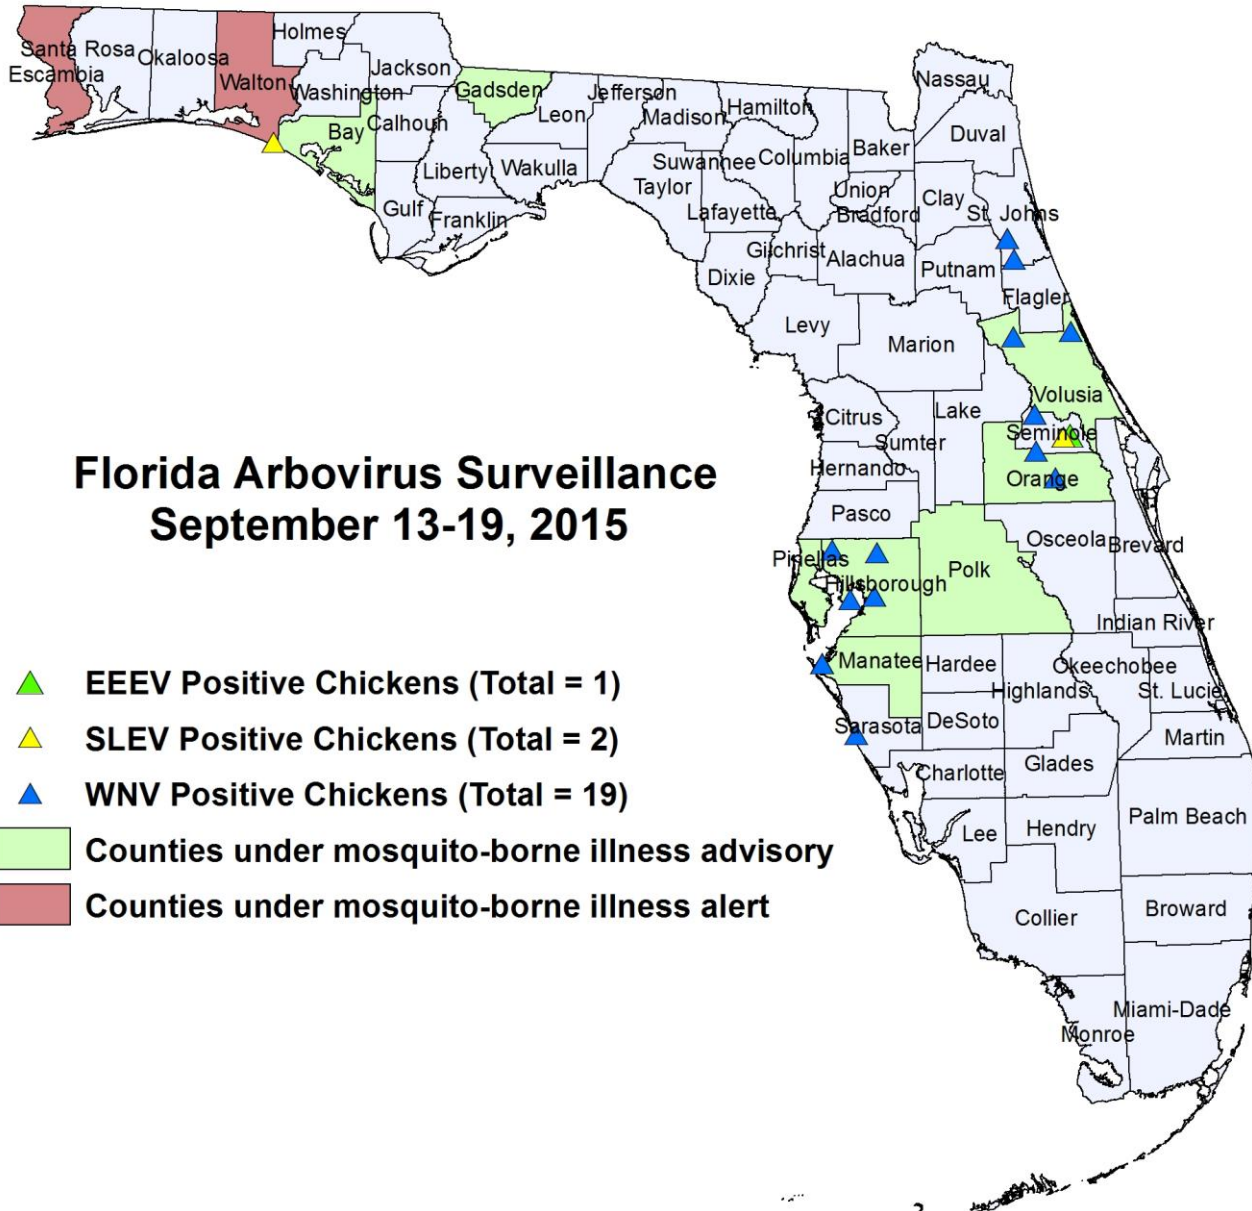 Florida Arbovirus Surveillance
September 13-19, 2015
EEEV Positive Chickens (Total = 1)
SLEV Positive Chickens (Total = 2)
WNV Positive Chickens (Total = 19)
Counties under mosquito-borne illness advisory
Counties under mosquito-borne illness alert
Holmes
Santa Rosa
Okaloosa
Escambia
Walton
Jackson
Washington
Gadsden
Jefferson
Leon
Madison
Hamilton
Nassau
Bay
Calhoun
Duval
Liberty
Wakulla
Suwannee
Columbia
Baker
Taylor
Union
Clay
Gulf
Franklin
Lafayette
Bradford
St. Johns
Gilchrist
Alachua
Dixie
Putnam
Flagler
Levy
Marion
Volusia
Citrus
Lake
Sumter
Seminole
Hernando
Orange
Pasco
Osceola
Brevard
Pinellas
Hillsborough
Polk
Indian River
Manatee
Hardee
Okeechobee
Highlands
St. Lucie
Sarasota
DeSoto
Martin
Charlotte
Glades
Palm Beach
Lee
Hendry
Collier
Broward
Miami-Dade
Monroe